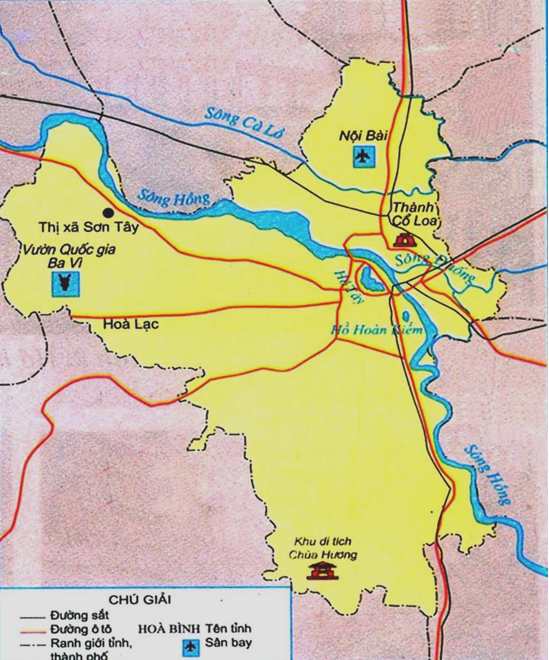 Sông Cà Lồ
Nội Bài
Sông Hồng
Thành
Cổ Loa
Thị xã Sơn Tây
Vườn Quốc gia
Ba Vì
Sông Đuống
Hồ Tây
Hoà Lạc
Hồ Hoàn Kiếm
Sông Hồng
Khu di tích
Chùa Hương
CHÚ GIẢI
Đường sắt
Đường ô tô
HOÀ BÌNH Tên tỉnh
Ranh giới tỉnh,
thành phố
Sân bay